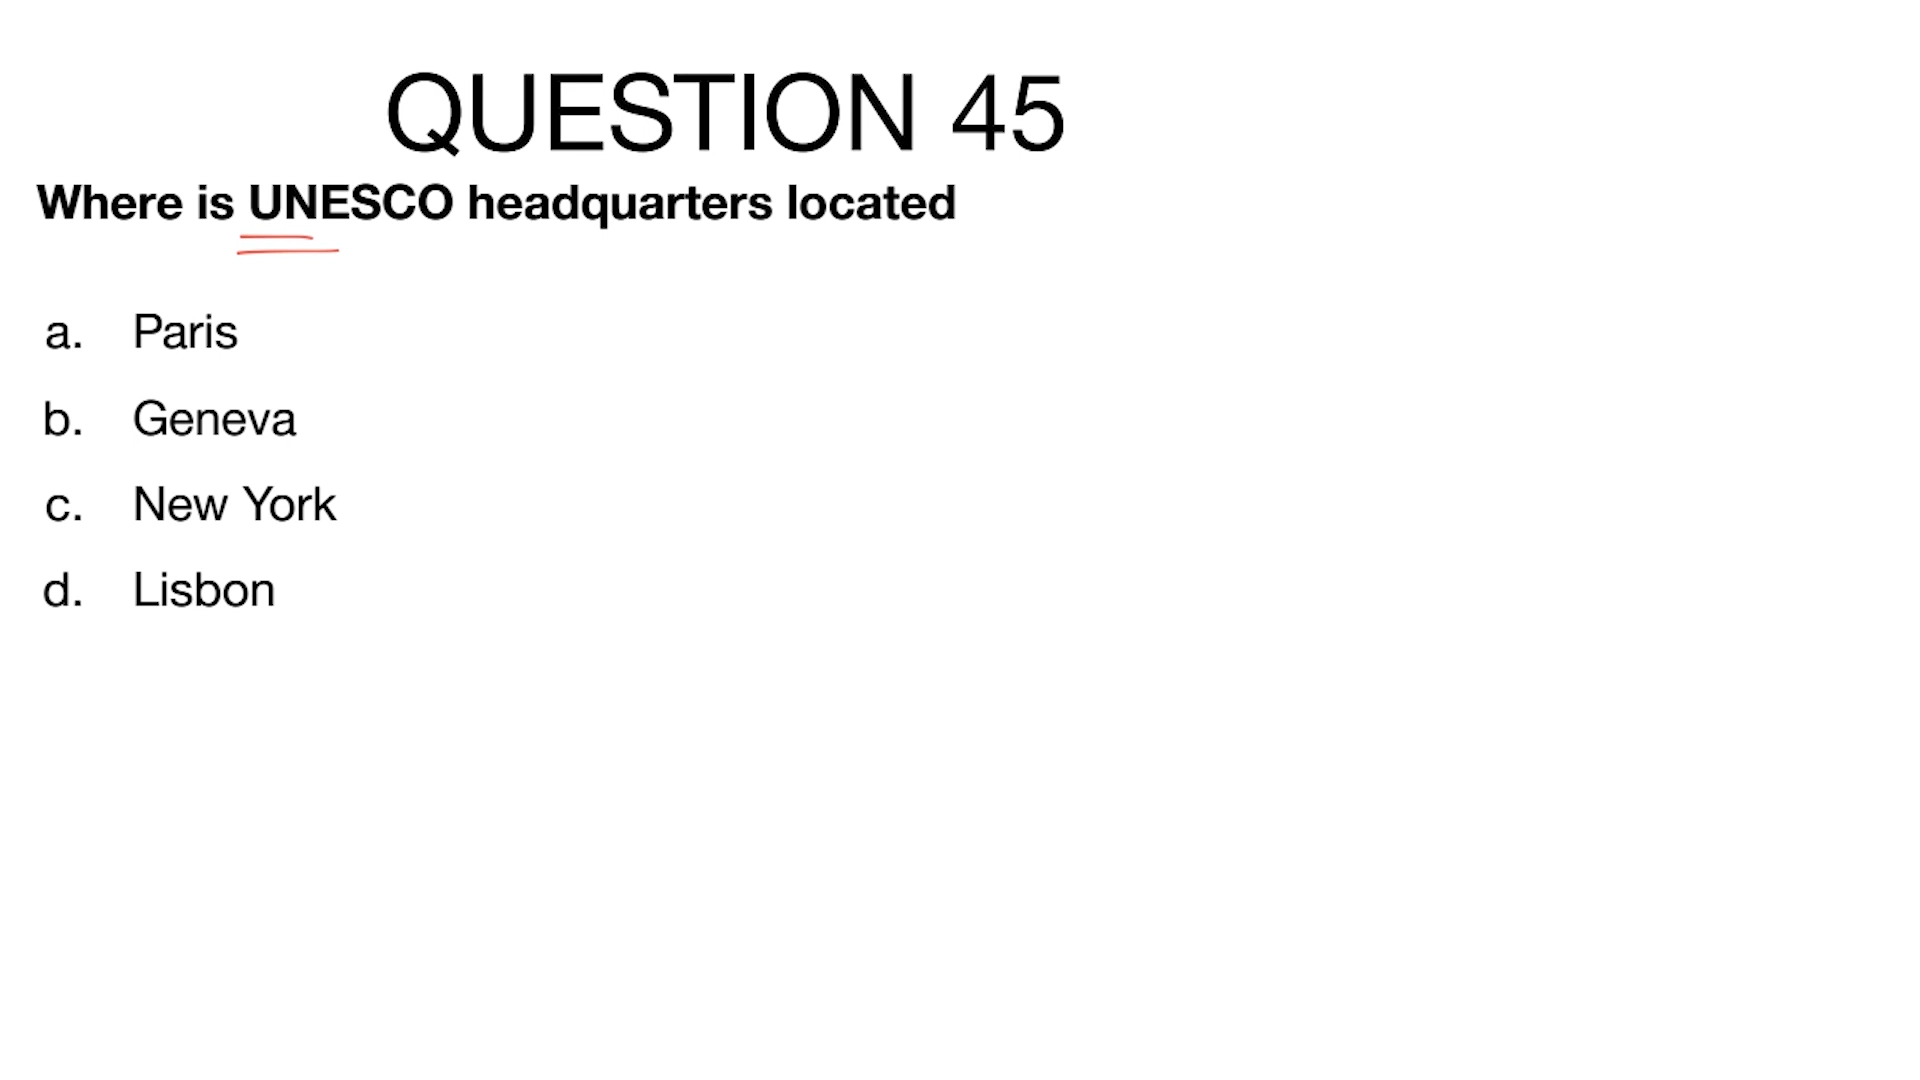 QUESTION 45
Where is UNESCO headquarters located
a. Paris
b. Geneva
c. New York
d. Lisbon